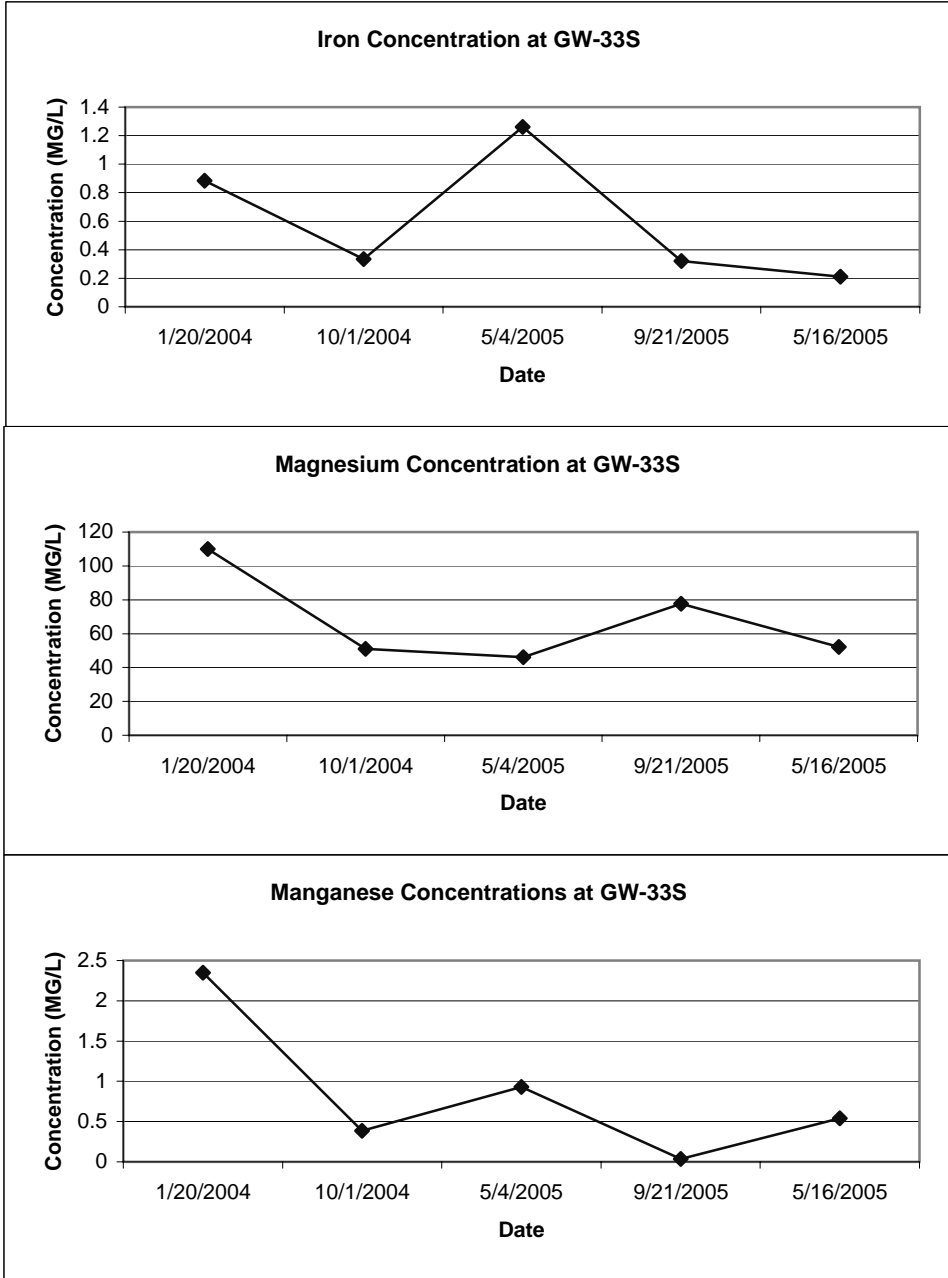 Iron Concentration at GW-33S
Concentration (MG/L)
1.4
1.2
1
0.8
0.6
0.4
0.2
0
1/20/2004 10/1/2004 5/4/2005 9/21/2005 5/16/2005
Date
Magnesium Concentration at GW-33S
Concentration (MG/L)
120
100
80
60
40
20
0
1/20/2004 10/1/2004 5/4/2005 9/21/2005 5/16/2005
Date
Manganese Concentrations at GW-33S
Concentration (MG/L)
2.5
2
1.5
1
0.5
0
1/20/2004 10/1/2004 5/4/2005 9/21/2005 5/16/2005
Date